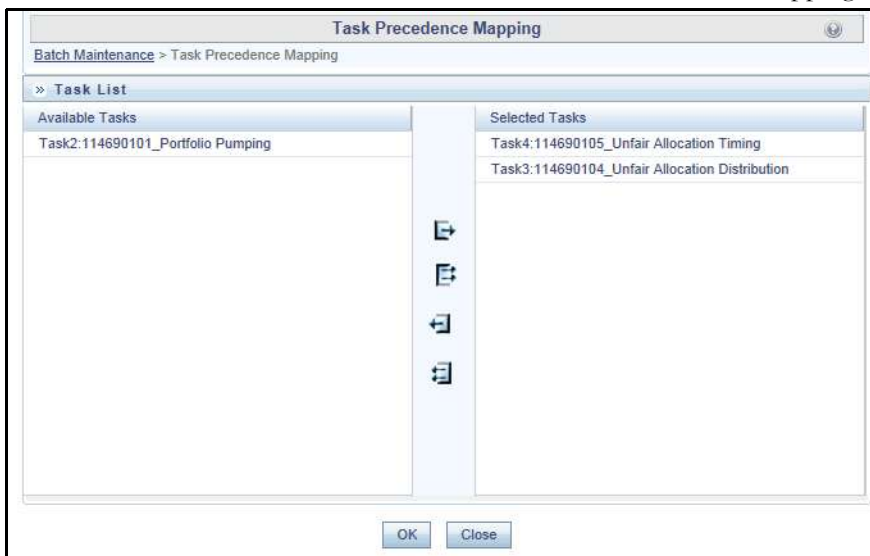 Task Precedence Mapping
Batch Maintenance > Task Precedence Mapping
» Task List
Available Tasks
Task2:114690101_Portfolio Pumping
Selected Tasks
Task4:114690105_Unfair Allocation Timing
Task3:114690104_Unfair Allocation Distribution
OK
Close